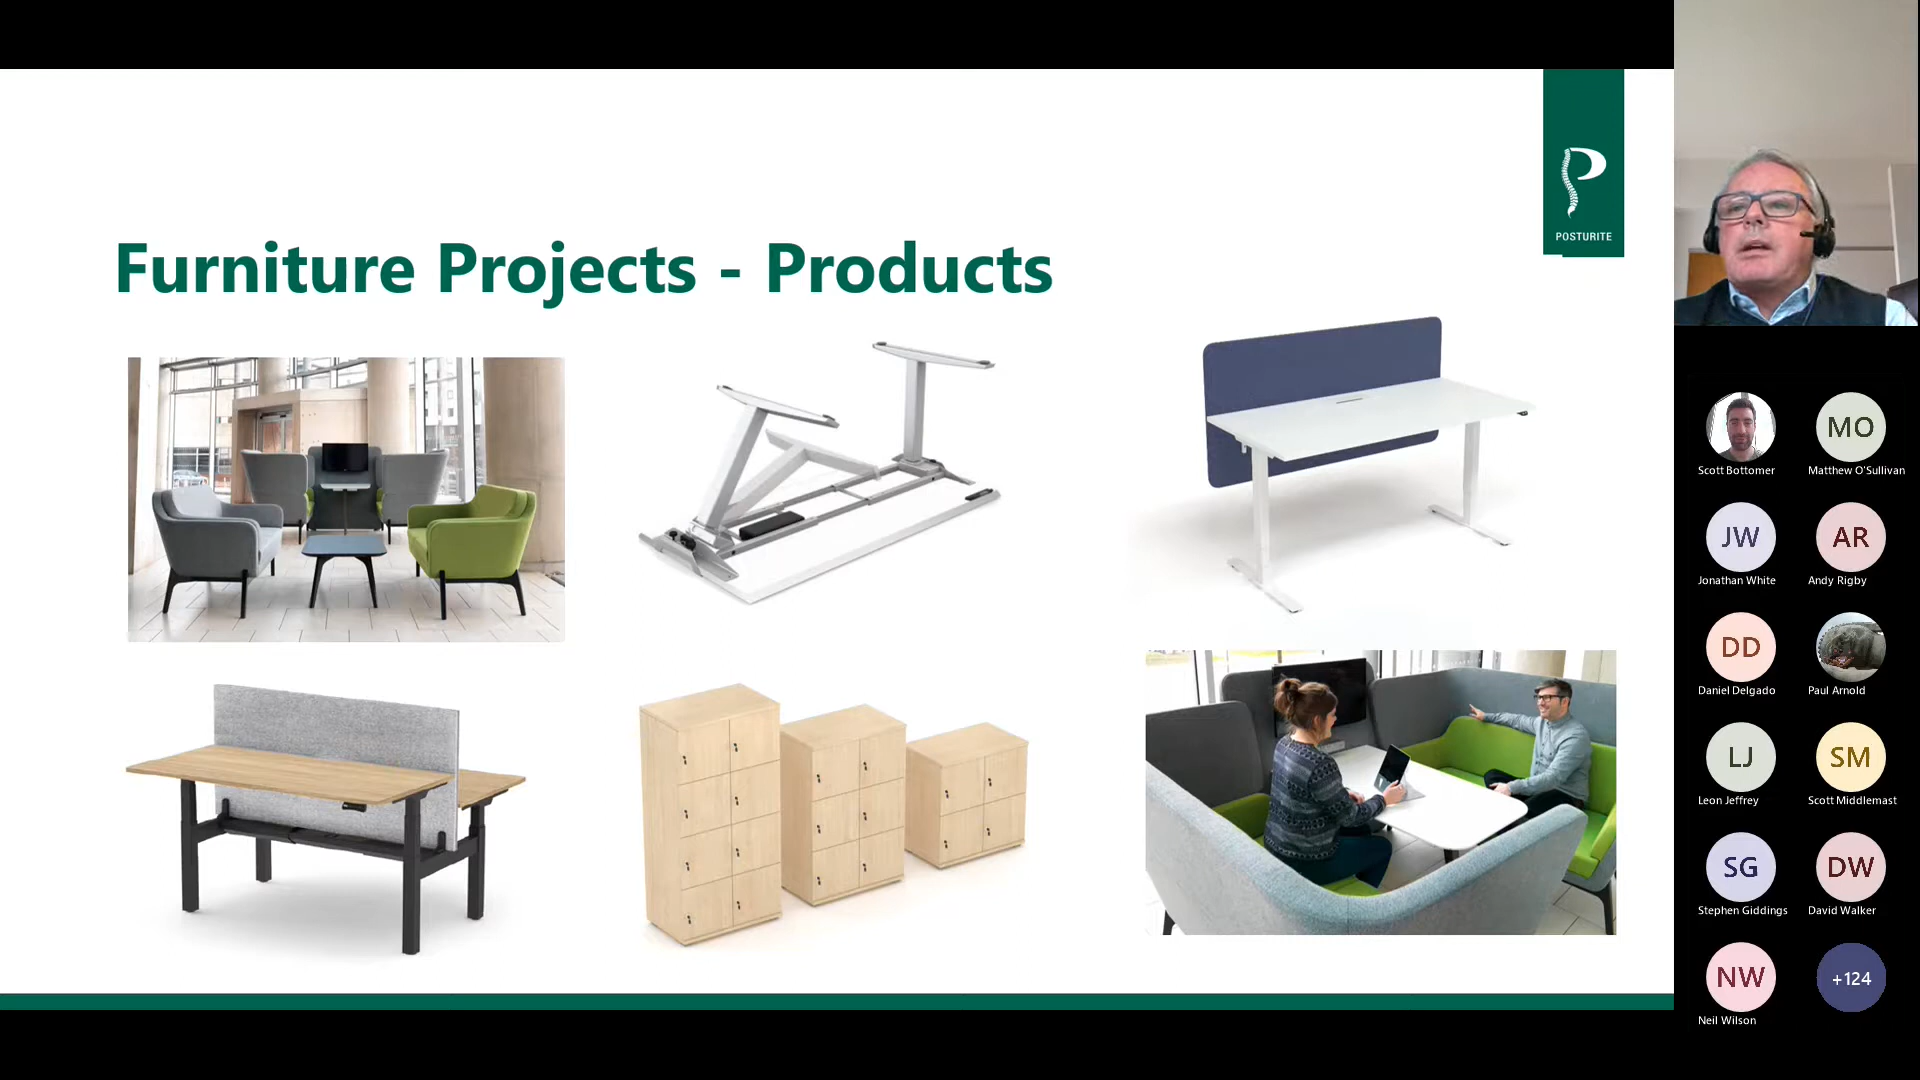 POSTURITE
Furniture Projects - Products
Scott Bottomer
MO
Matthew O'Sullivan
JW
Jonathan White
AR
Andy Rigby
DD
Daniel Delgado
Paul Arnold
LJ
Leon Jeffrey
SM
Scott Middlemast
SG
Stephen Giddings
DW
David Walker
NW
Neil Wilson
+124